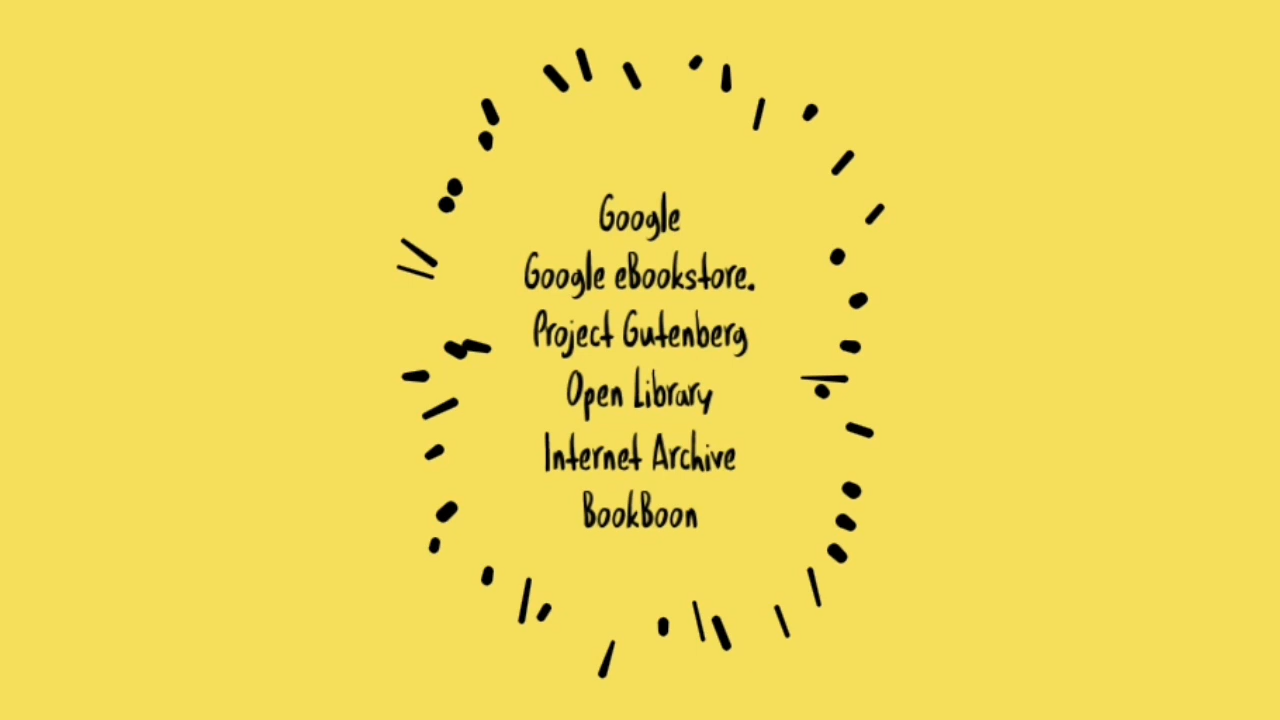 Google
Google eBookstore.
Project Gutenberg
Open Library
Internet Archive
BookBoon